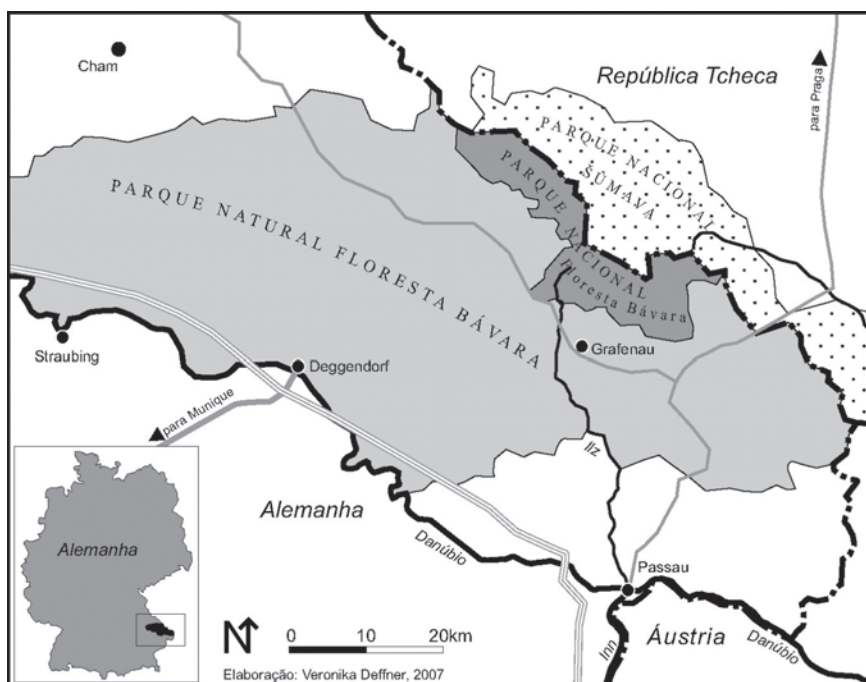 Cham
República Tcheca
para Praga
PARQUE NACIONAL
ŠUMAVA
PARQUE NACIONAL
Floresta Bávara
PARQUE NATURAL FLORESTA BÁVARA
Straubing
Deggendorf
Grafenau
para Munique
Ilz
Alemanha
Danúbio
Passau
Alemanha
Inn
Áustria
Danúbio
N
0 10 20km
Elaboração: Veronika Deffner, 2007